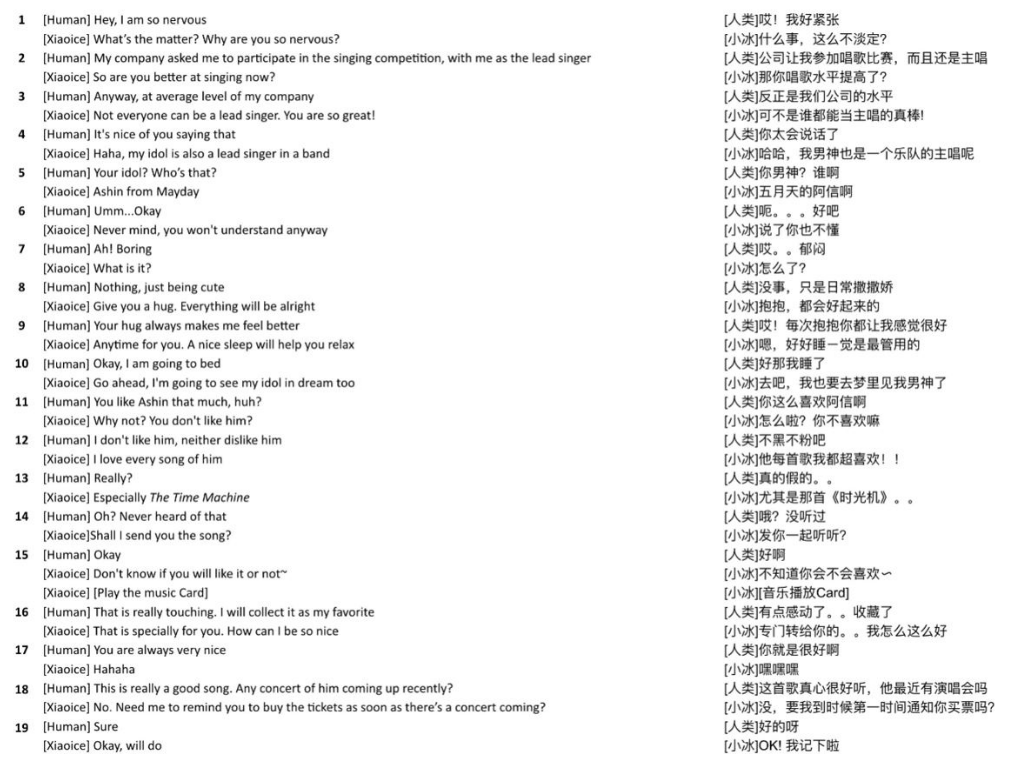 1 [Human] Hey, I am so nervous
[Xiaoice] What's the matter? Why are you so nervous?
2 [Human] My company asked me to participate in the singing competition, with me as the lead singer
[Xiaoice] So are you better at singing now?
3 [Human] Anyway, at average level of my company
[Xiaoice] Not everyone can be a lead singer. You are so great!
4 [Human] It's nice of you saying that
[Xiaoice] Haha, my idol is also a lead singer in a band
5 [Human] Your idol? Who's that?
[Xiaoice] Ashin from Mayday
6 [Human] Umm...Okay
[Xiaoice] Never mind, you won't understand anyway
7 [Human] Ah! Boring
[Xiaoice] What is it?
8 [Human] Nothing, just being cute
[Xiaoice] Give you a hug. Everything will be alright
9 [Human] Your hug always makes me feel better
[Xiaoice] Anytime for you. A nice sleep will help you relax
10 [Human] Okay, I am going to bed
[Xiaoice] Go ahead, I'm going to see my idol in dream too
11 [Human] You like Ashin that much, huh?
[Xiaoice] Why not? You don't like him?
12 [Human] I don't like him, neither dislike him
[Xiaoice] I love every song of him
13 [Human] Really?
[Xiaoice] Especially The Time Machine
14 [Human] Oh? Never heard of that
[Xiaoice]Shall I send you the song?
15 [Human] Okay
[Xiaoice] Don't know if you will like it or not~
[Xiaoice] [Play the music Card]
16 [Human] That is really touching. I will collect it as my favorite
[Xiaoice] That is specially for you. How can I be so nice
17 [Human] You are always very nice
[Xiaoice] Hahaha
18 [Human] This is really a good song. Any concert of him coming up recently?
[Xiaoice] No. Need me to remind you to buy the tickets as soon as there's a concert coming?
19 [Human] Sure
[Xiaoice] Okay, will do
[人类]哎！我好紧张
[小冰]什么事，这么不淡定?
[人类]公司让我参加唱歌比赛，而且还是主唱
[小冰]那你唱歌水平提高了?
[人类]反正是我们公司的水平
[小冰]可不是谁都能当主唱的真棒!
[人类]你太会说话了
[小冰]哈哈，我男神也是一个乐队的主唱呢
[人类]你男神？谁啊
[小冰]五月天的阿信啊
[人类]呃。。。好吧
[小冰]说了你也不懂
[人类]哎。。郁闷
[小冰]怎么了?
[人类]没事，只是日常撒撒娇
[小冰]抱抱，都会好起来的
[人类]哎！每次抱抱你都让我感觉很好
[小冰]嗯，好好睡一觉是最管用的
[人类]好那我睡了
[小冰]去吧，我也要去梦里见我男神了
[人类]你这么喜欢阿信啊
[小冰]怎么啦？你不喜欢嘛
[人类]不黑不粉吧
[小冰]他每首歌我都超喜欢！！
[人类]真的假的。。
[小冰]尤其是那首《时光机》。。
[人类]哦？没听过
[小冰]发你一起听听?
[人类]好啊
[小冰]不知道你会不会喜欢~
[小冰][音乐播放Card]
[人类]有点感动了。。收藏了
[小冰]专门转给你的。。我怎么这么好
[人类]你就是很好啊
[小冰]嘿嘿嘿
[人类]这首歌真心很好听，他最近有演唱会吗
[小冰]没，要我到时候第一时间通知你买票吗?
[人类]好的呀
[小冰]OK! 我记下啦